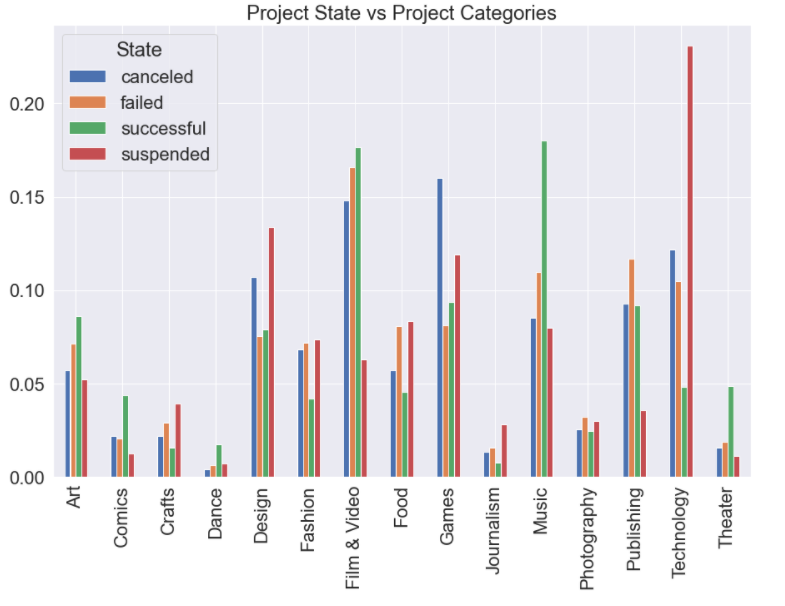 Project State vs Project Categories
State
canceled
failed
successful
suspended
0.20
0.15
0.10
0.05
0.00
Art
Comics
Crafts
Dance
Design
Fashion
Film & Video
Food
Games
Journalism
Music
Photography
Publishing
Technology
Theater